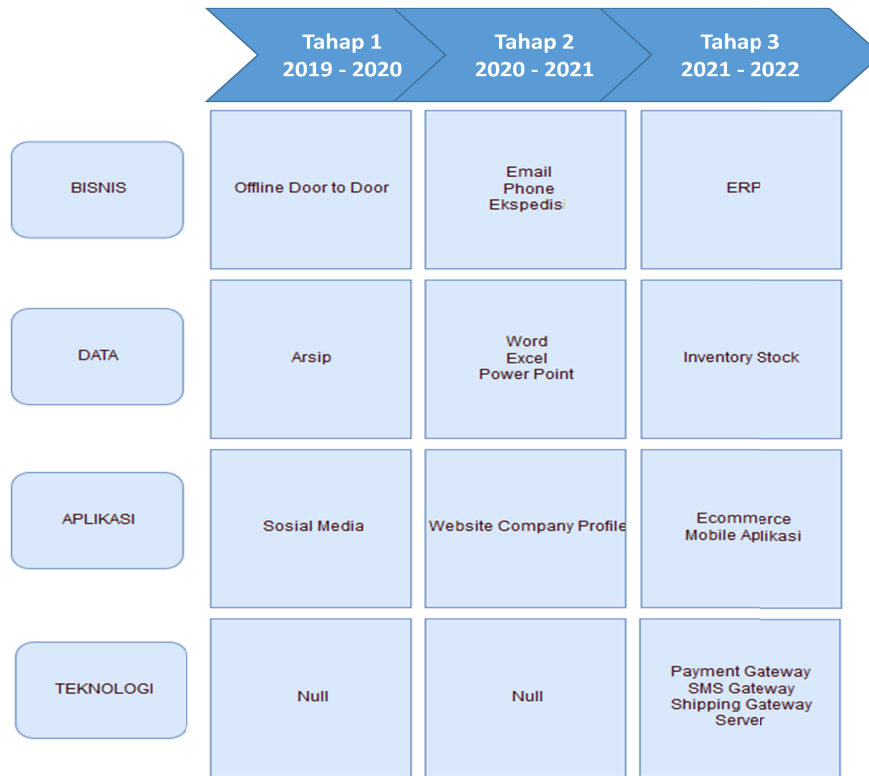 Tahap 1
2019 - 2020
Tahap 2
2020 - 2021
Tahap 3
2021 - 2022
BISNIS
Offline Door to Door
Email
Phone
Ekspedisi
ERP
DATA
Arsip
Word
Excel
Power Point
Inventory Stock
APLIKASI
Sosial Media
Website Company Profile
Ecommerce
Mobile Aplikasi
TEKNOLOGI
Null
Null
Payment Gateway
SMS Gateway
Shipping Gateway
Server